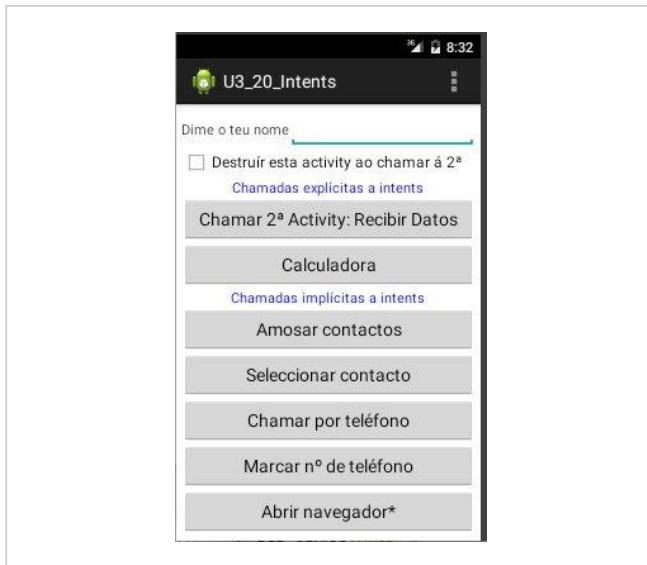 3G 8:32
U3_20_Intents
Dime o teu nome
Destruír esta activity ao chamar á 2ª
Chamadas explícitas a intents
Chamar 2ª Activity: Recibir Datos
Calculadora
Chamadas implícitas a intents
Amosar contactos
Seleccionar contacto
Chamar por teléfono
Marcar nº de teléfono
Abrir navegador*